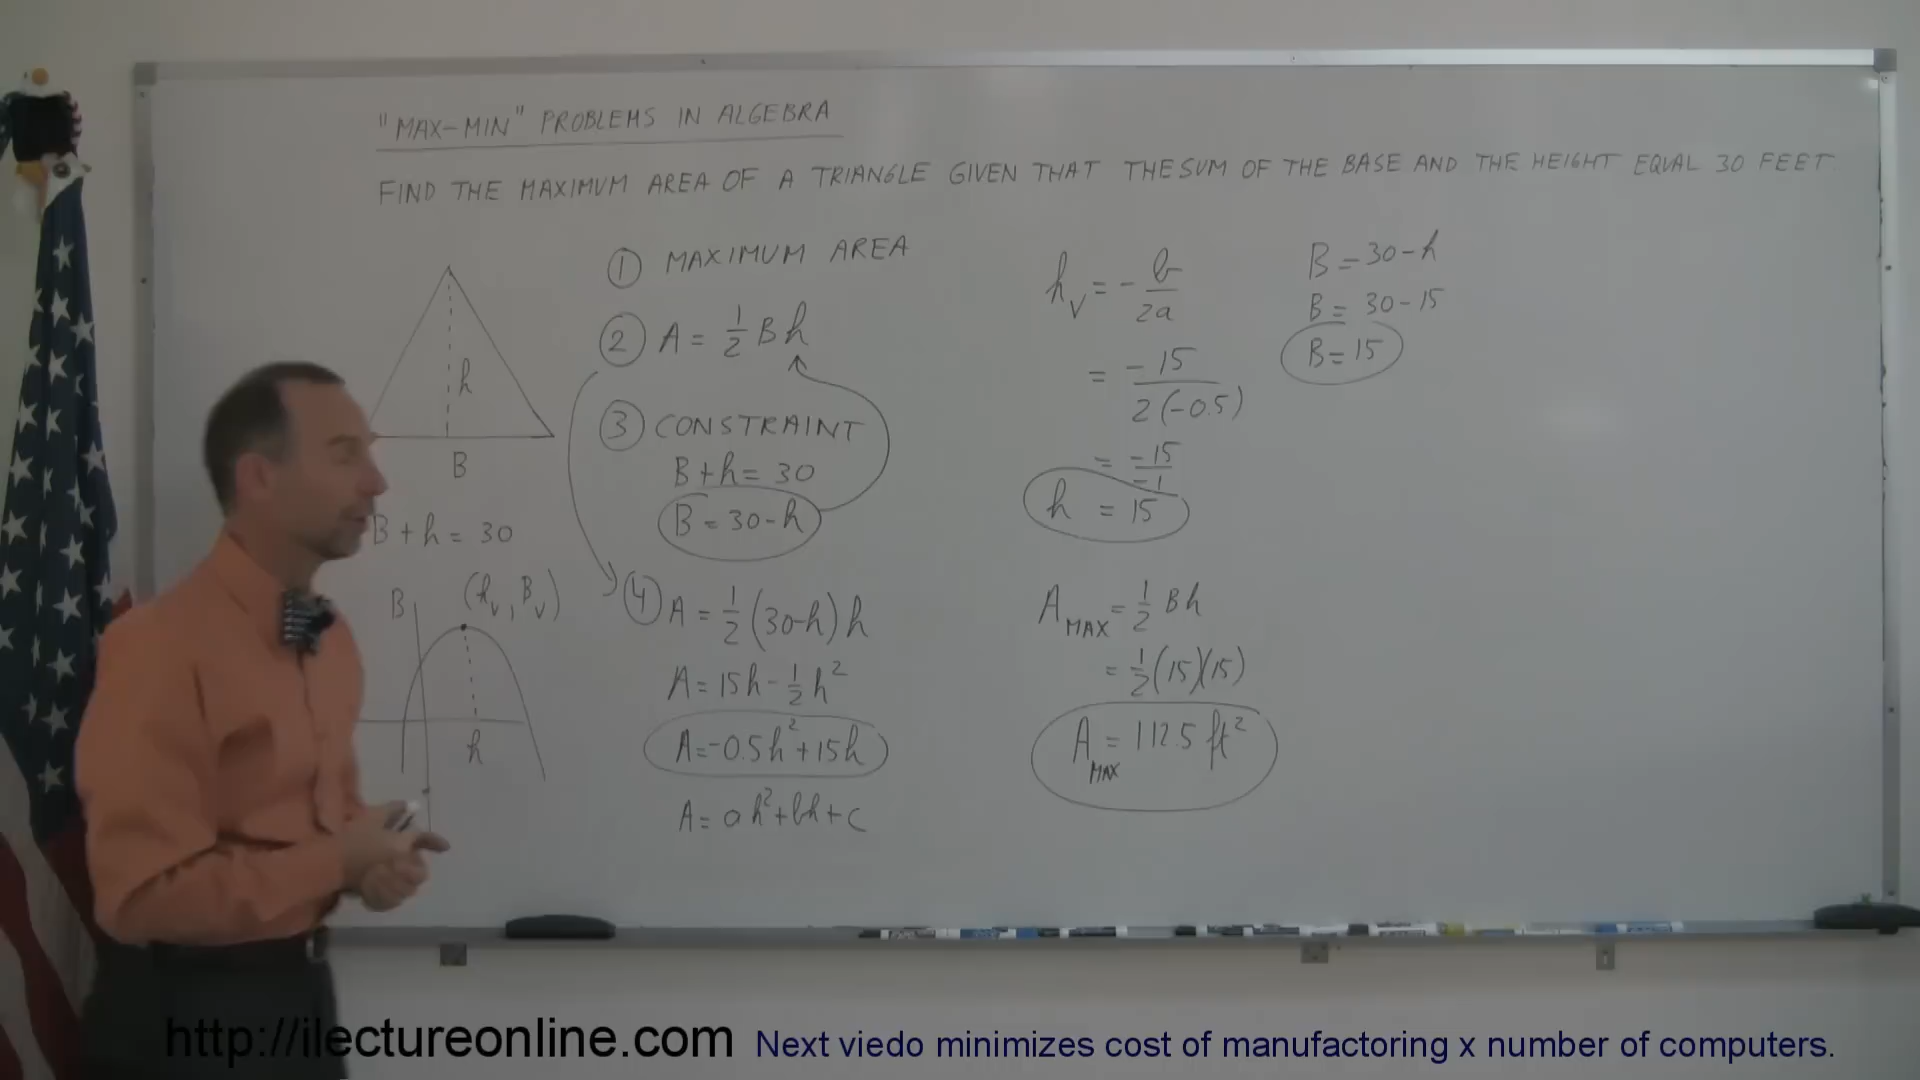 "MAX-MIN" PROBLEMS IN ALGEBRA
FIND THE MAXIMUM AREA OF A TRIANGLE GIVEN THAT THE SUM OF THE BASE AND THE HEIGHT EQUAL 30 FEET.
h
B
B + h = 30
B
(h_v, B_v)
h
① MAXIMUM AREA
② A = 1/2 B h
③ CONSTRAINT
B + h = 30
B = 30 - h
④ A = 1/2 (30-h) h
A = 15h - 1/2 h²
A = -0.5h² + 15h
A = ah² + bh + c
h_v = - b/2a
= -15/2(-0.5)
= -15/-1
h = 15
A_MAX = 1/2 Bh
= 1/2 (15)(15)
A_MAX = 112.5 ft²
B = 30 - h
B = 30 - 15
B = 15
http://ilectureonline.com Next viedo minimizes cost of manufactoring x number of computers.